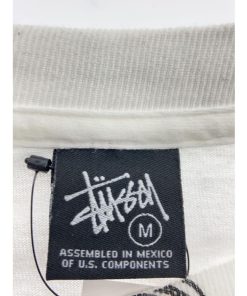 Stüssy
M
ASSEMBLED IN MEXICO
OF U.S. COMPONENTS